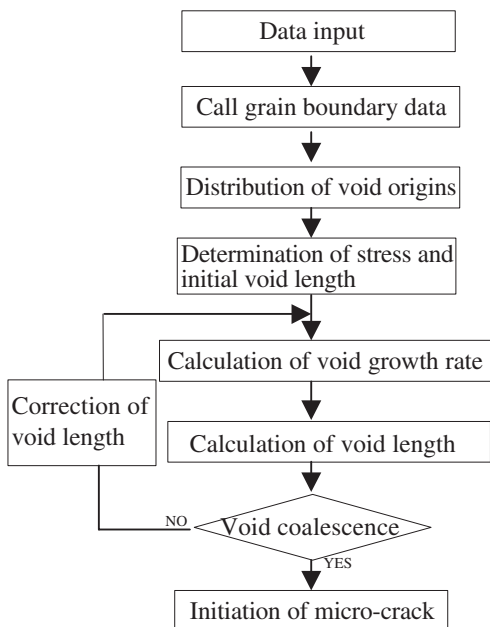 Data input
Call grain boundary data
Distribution of void origins
Determination of stress and
initial void length
Calculation of void growth rate
Correction of
void length
Calculation of void length
Void coalescence
NO
YES
Initiation of micro-crack